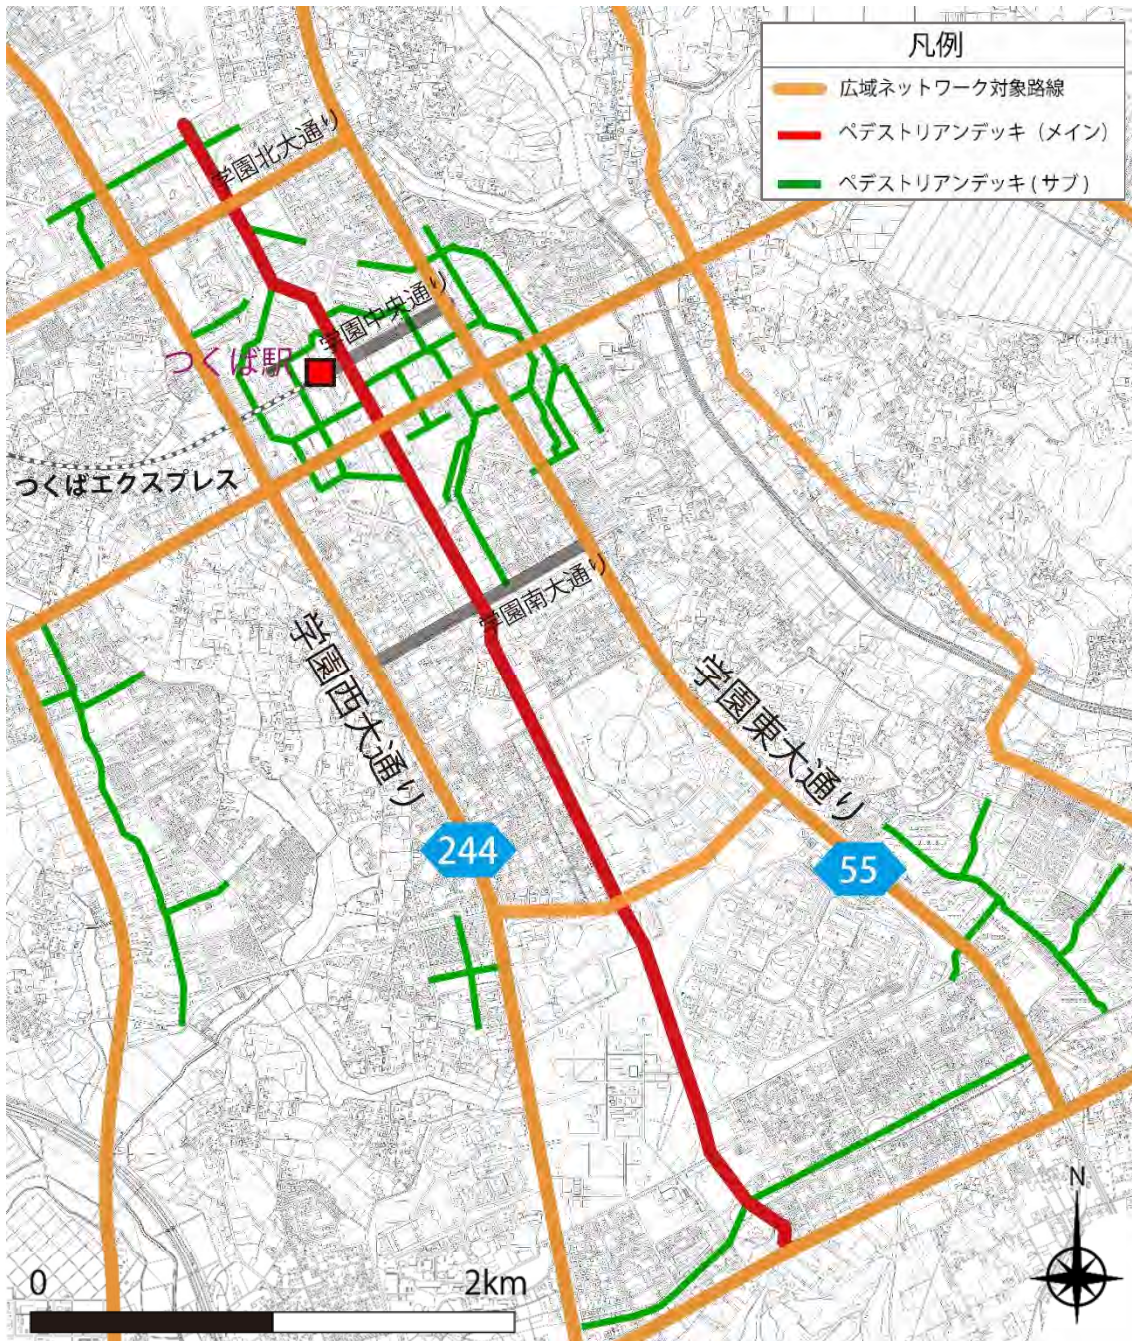 凡例
広域ネットワーク対象路線
ペデストリアンデッキ（メイン）
ペデストリアンデッキ ( サブ )
学園北大通り
学園中央通り
つくば駅
つくばエクスプレス
学園南大通り
学園西大通り
学園東大通り
244
55
N
0
2km